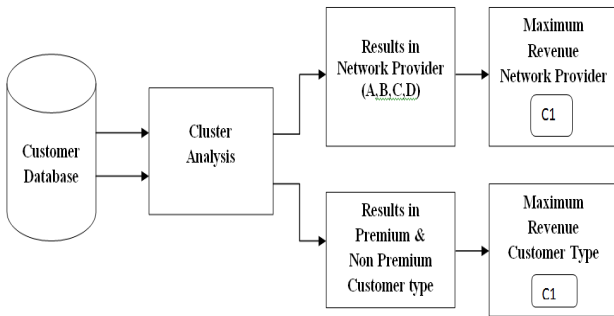 Customer
Database
Cluster
Analysis
Results in
Network Provider
(A,B,C,D)
Maximum
Revenue
Network Provider
C1
Results in
Premium &
Non Premium
Customer type
Maximum
Revenue
Customer Type
C1